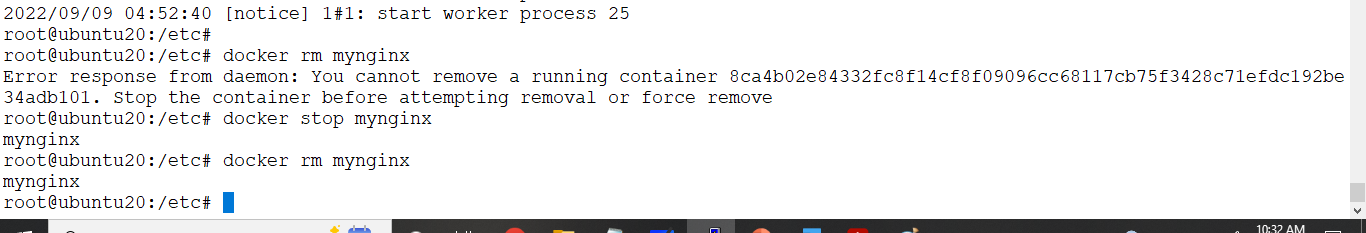 2022/09/09 04:52:40 [notice] 1#1: start worker process 25
root@ubuntu20:/etc#
root@ubuntu20:/etc# docker rm mynginx
Error response from daemon: You cannot remove a running container 8ca4b02e84332fc8f14cf8f09096cc68117cb75f3428c71efdc192be
34adb101. Stop the container before attempting removal or force remove
root@ubuntu20:/etc# docker stop mynginx
mynginx
root@ubuntu20:/etc# docker rm mynginx
mynginx
root@ubuntu20:/etc#
10:32 AM